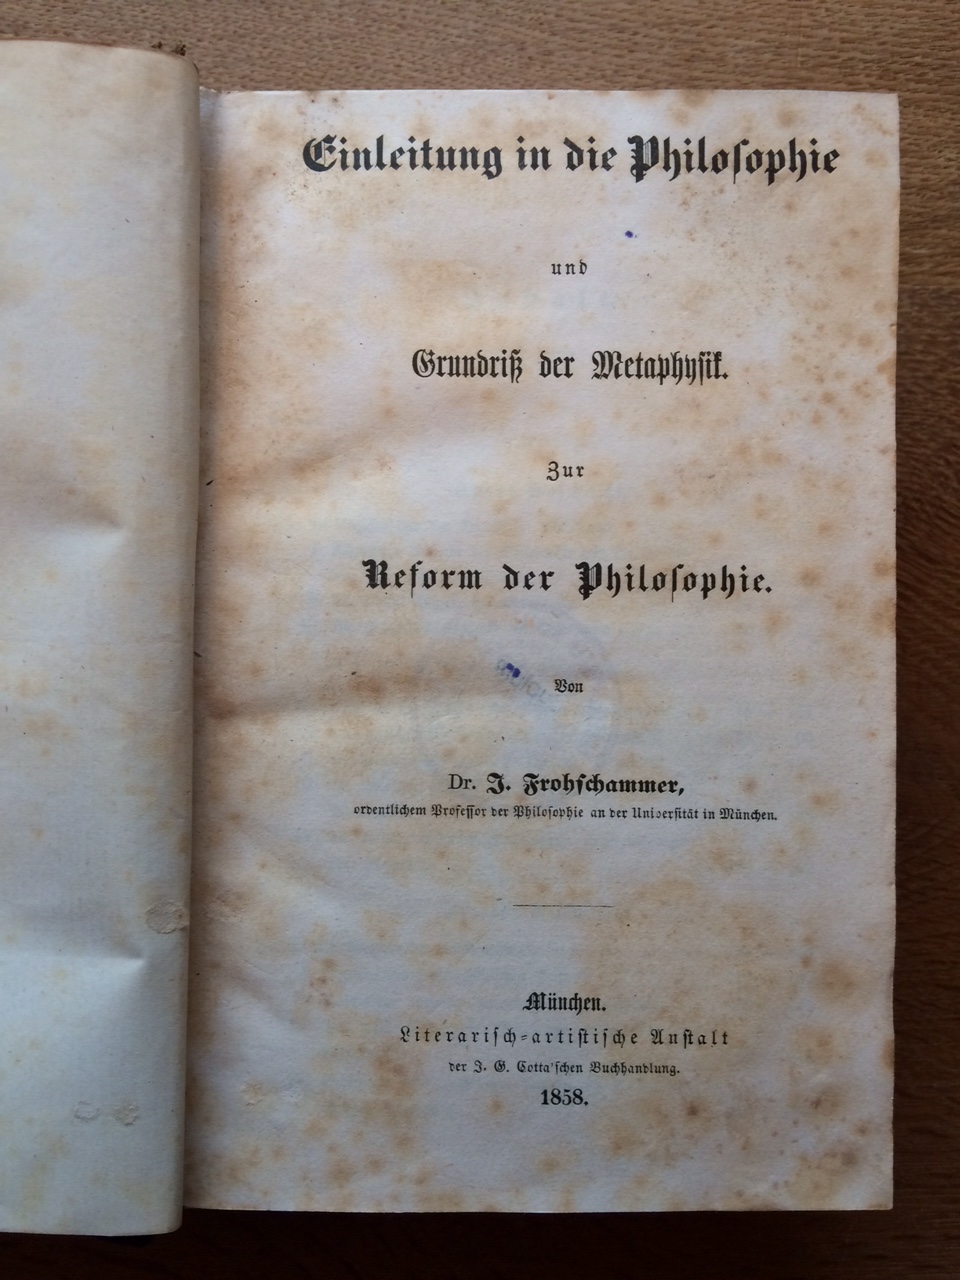 Einleitung in die Philosophie
und
Grundriß der Metaphysik.
Zur
Reform der Philosophie.
Von
Dr. J. Frohschammer,
ordentlichem Professor der Philosophie an der Universität in München.
München.
Literarisch-artistische Anstalt
der J. G. Cotta'schen Buchhandlung.
1858.